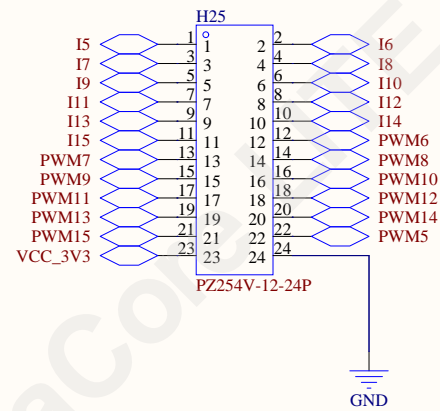 H25
I5 1 1 2 2 I6
I7 3 3 4 4 I8
I9 5 5 6 6 I10
I11 7 7 8 8 I12
I13 9 9 10 10 I14
I15 11 11 12 12 PWM6
PWM7 13 13 14 14 PWM8
PWM9 15 15 16 16 PWM10
PWM11 17 17 18 18 PWM12
PWM13 19 19 20 20 PWM14
PWM15 21 21 22 22 PWM5
VCC_3V3 23 23 24 24
PZ254V-12-24P
GND
aCore LITE